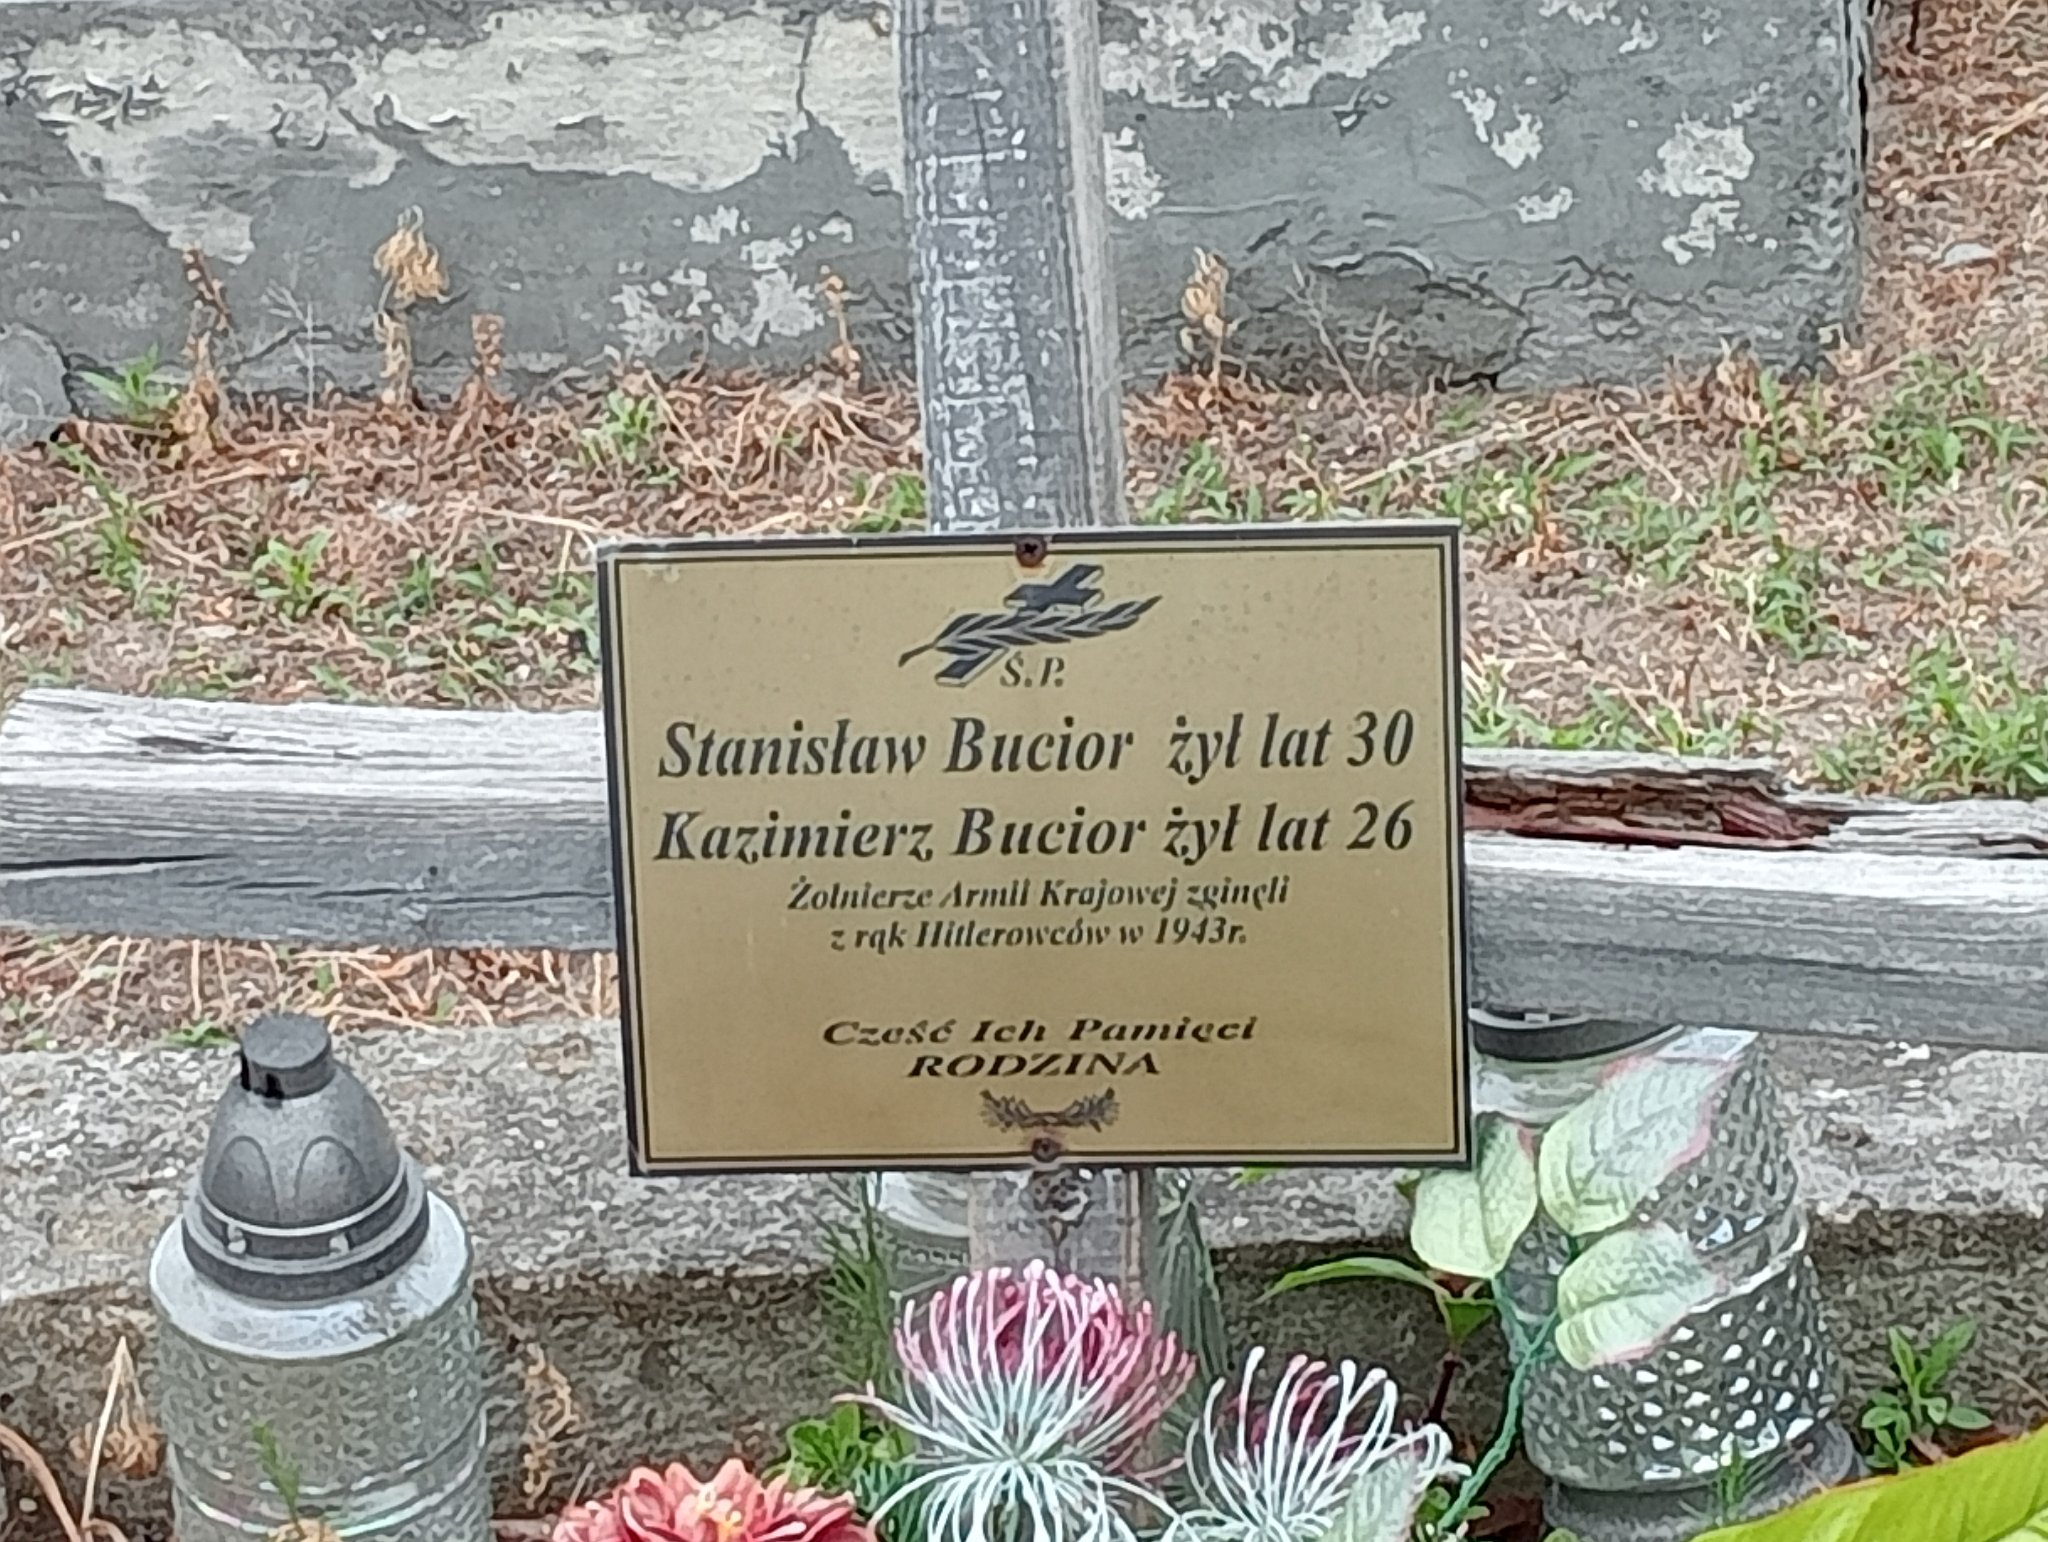 Ś.P.
Stanisław Bucior żył lat 30
Kazimierz Bucior żył lat 26
Żołnierze Armii Krajowej zginęli
z rąk Hitlerowców w 1943r.
Cześć Ich Pamięci
RODZINA